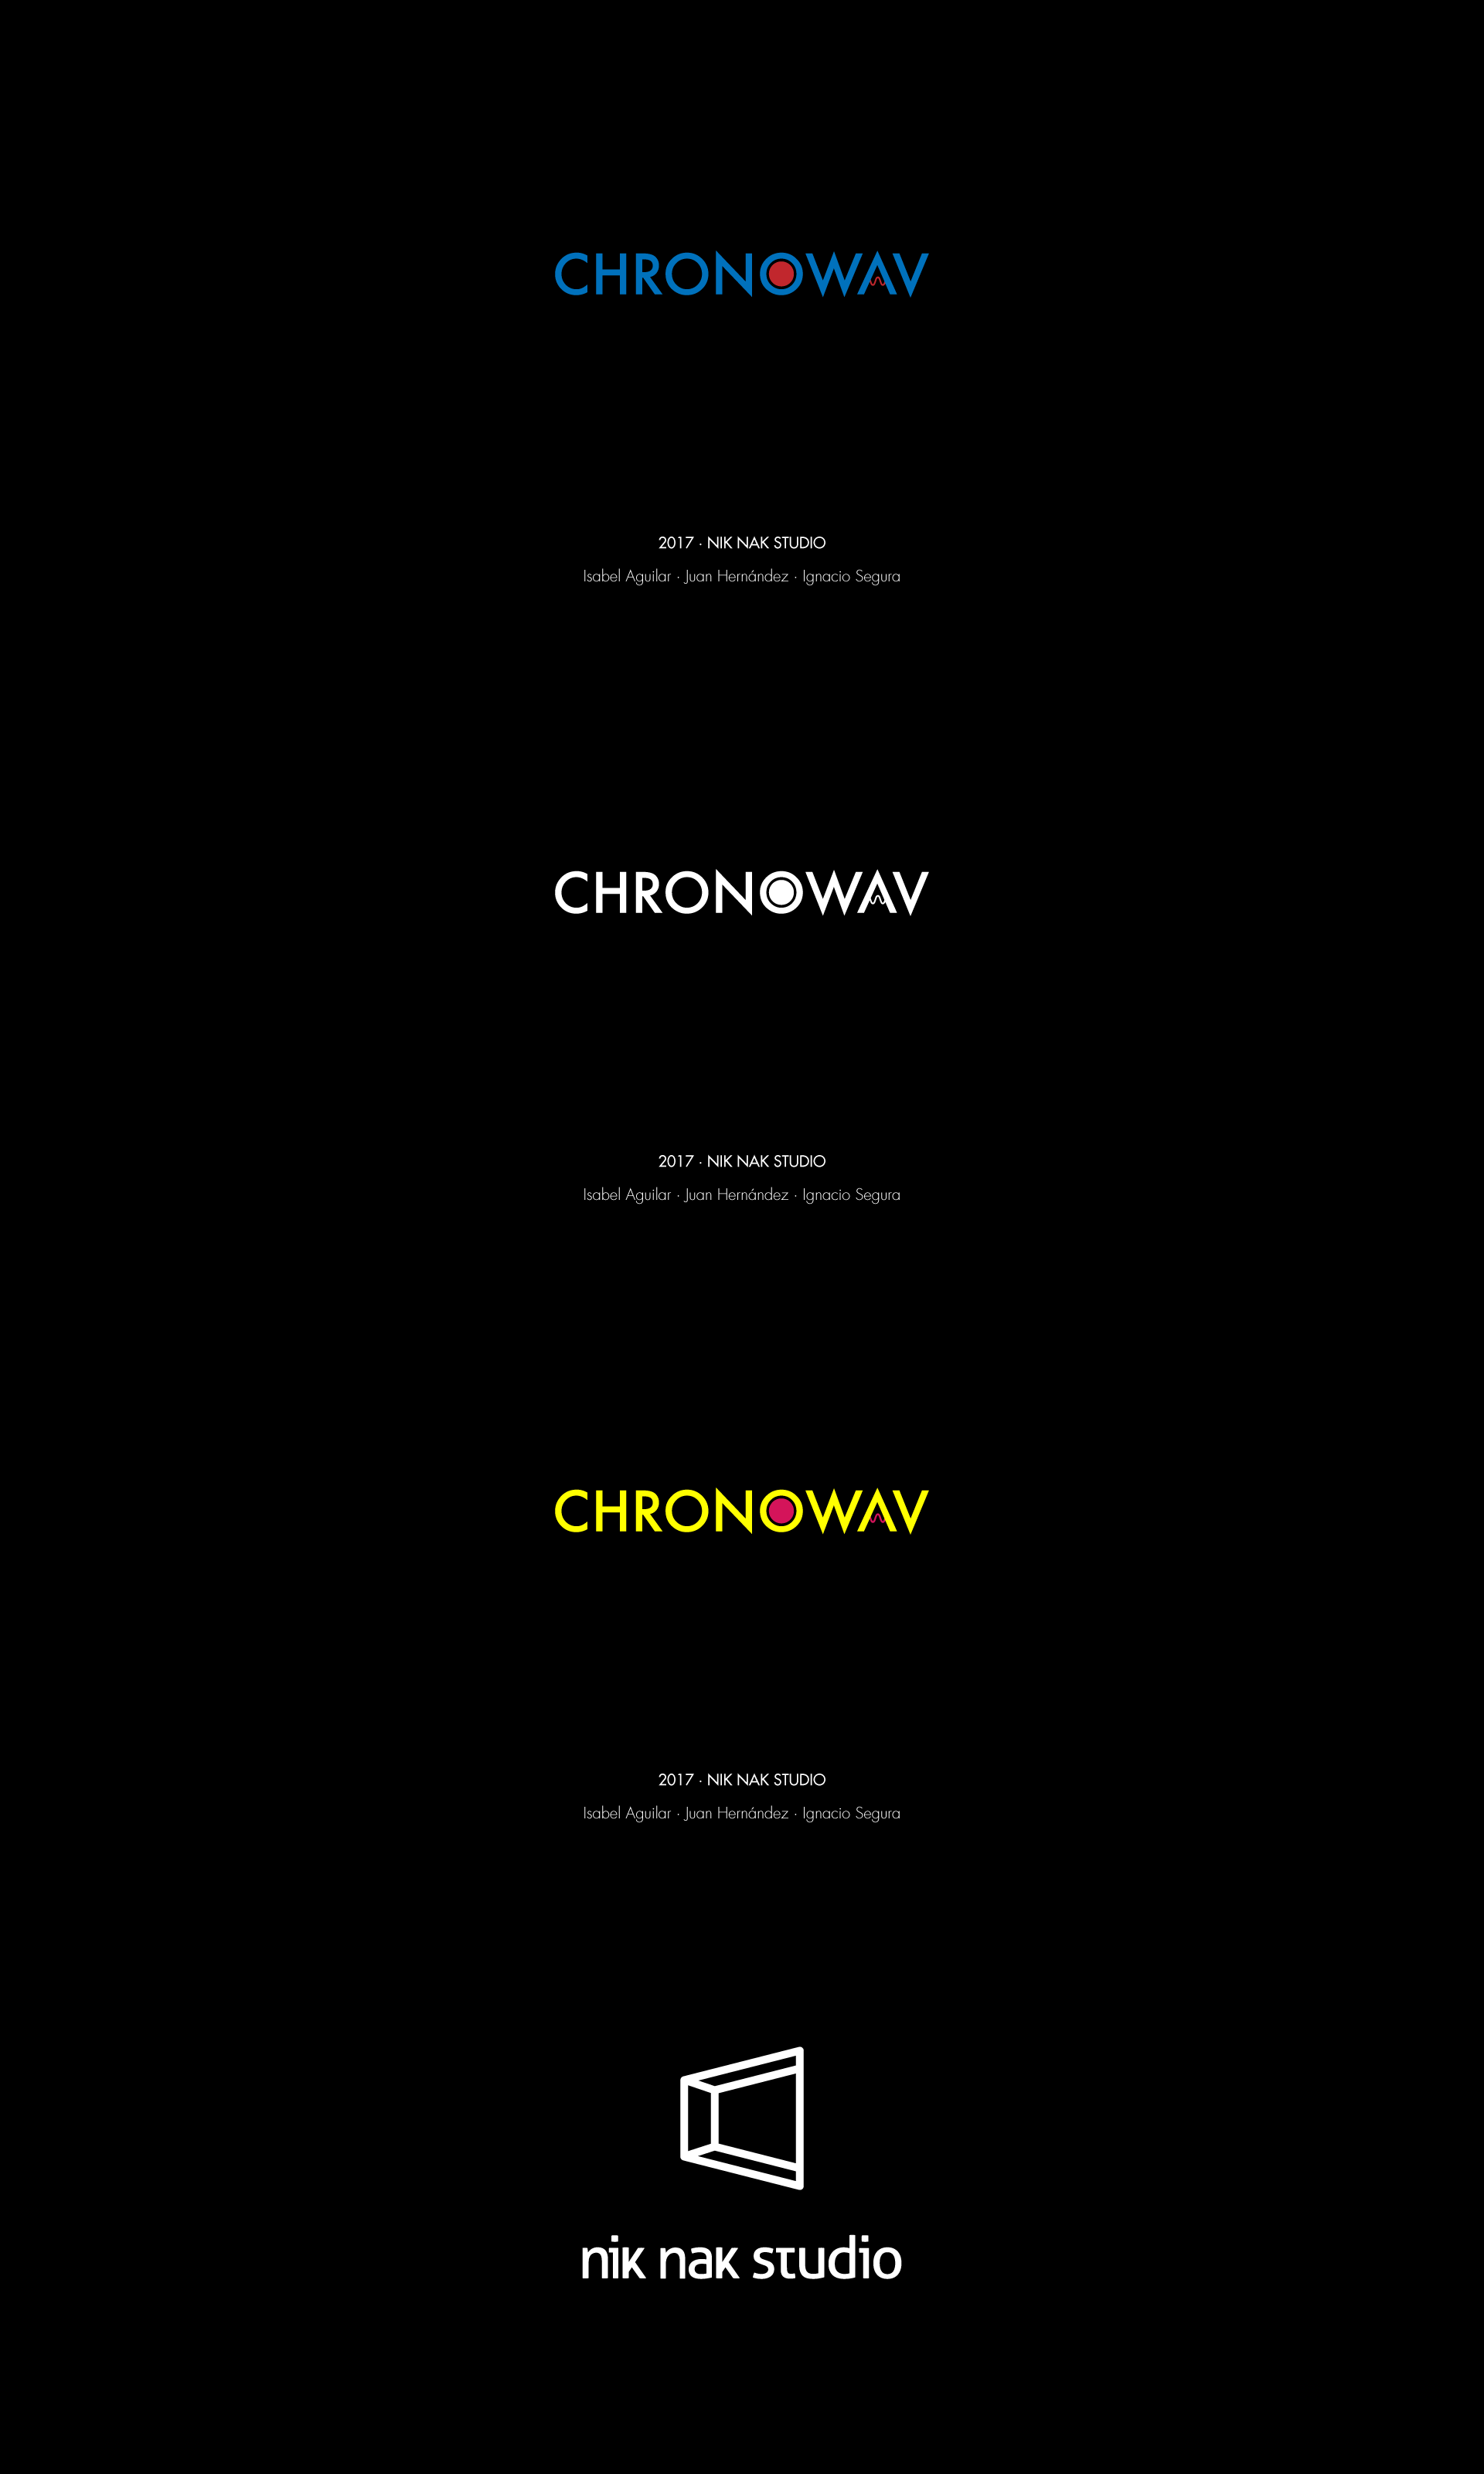 CHRONOWAV
2017 · NIK NAK STUDIO
Isabel Aguilar · Juan Hernández · Ignacio Segura
CHRONOWAV
2017 · NIK NAK STUDIO
Isabel Aguilar · Juan Hernández · Ignacio Segura
CHRONOWAV
2017 · NIK NAK STUDIO
Isabel Aguilar · Juan Hernández · Ignacio Segura
nik nak studio